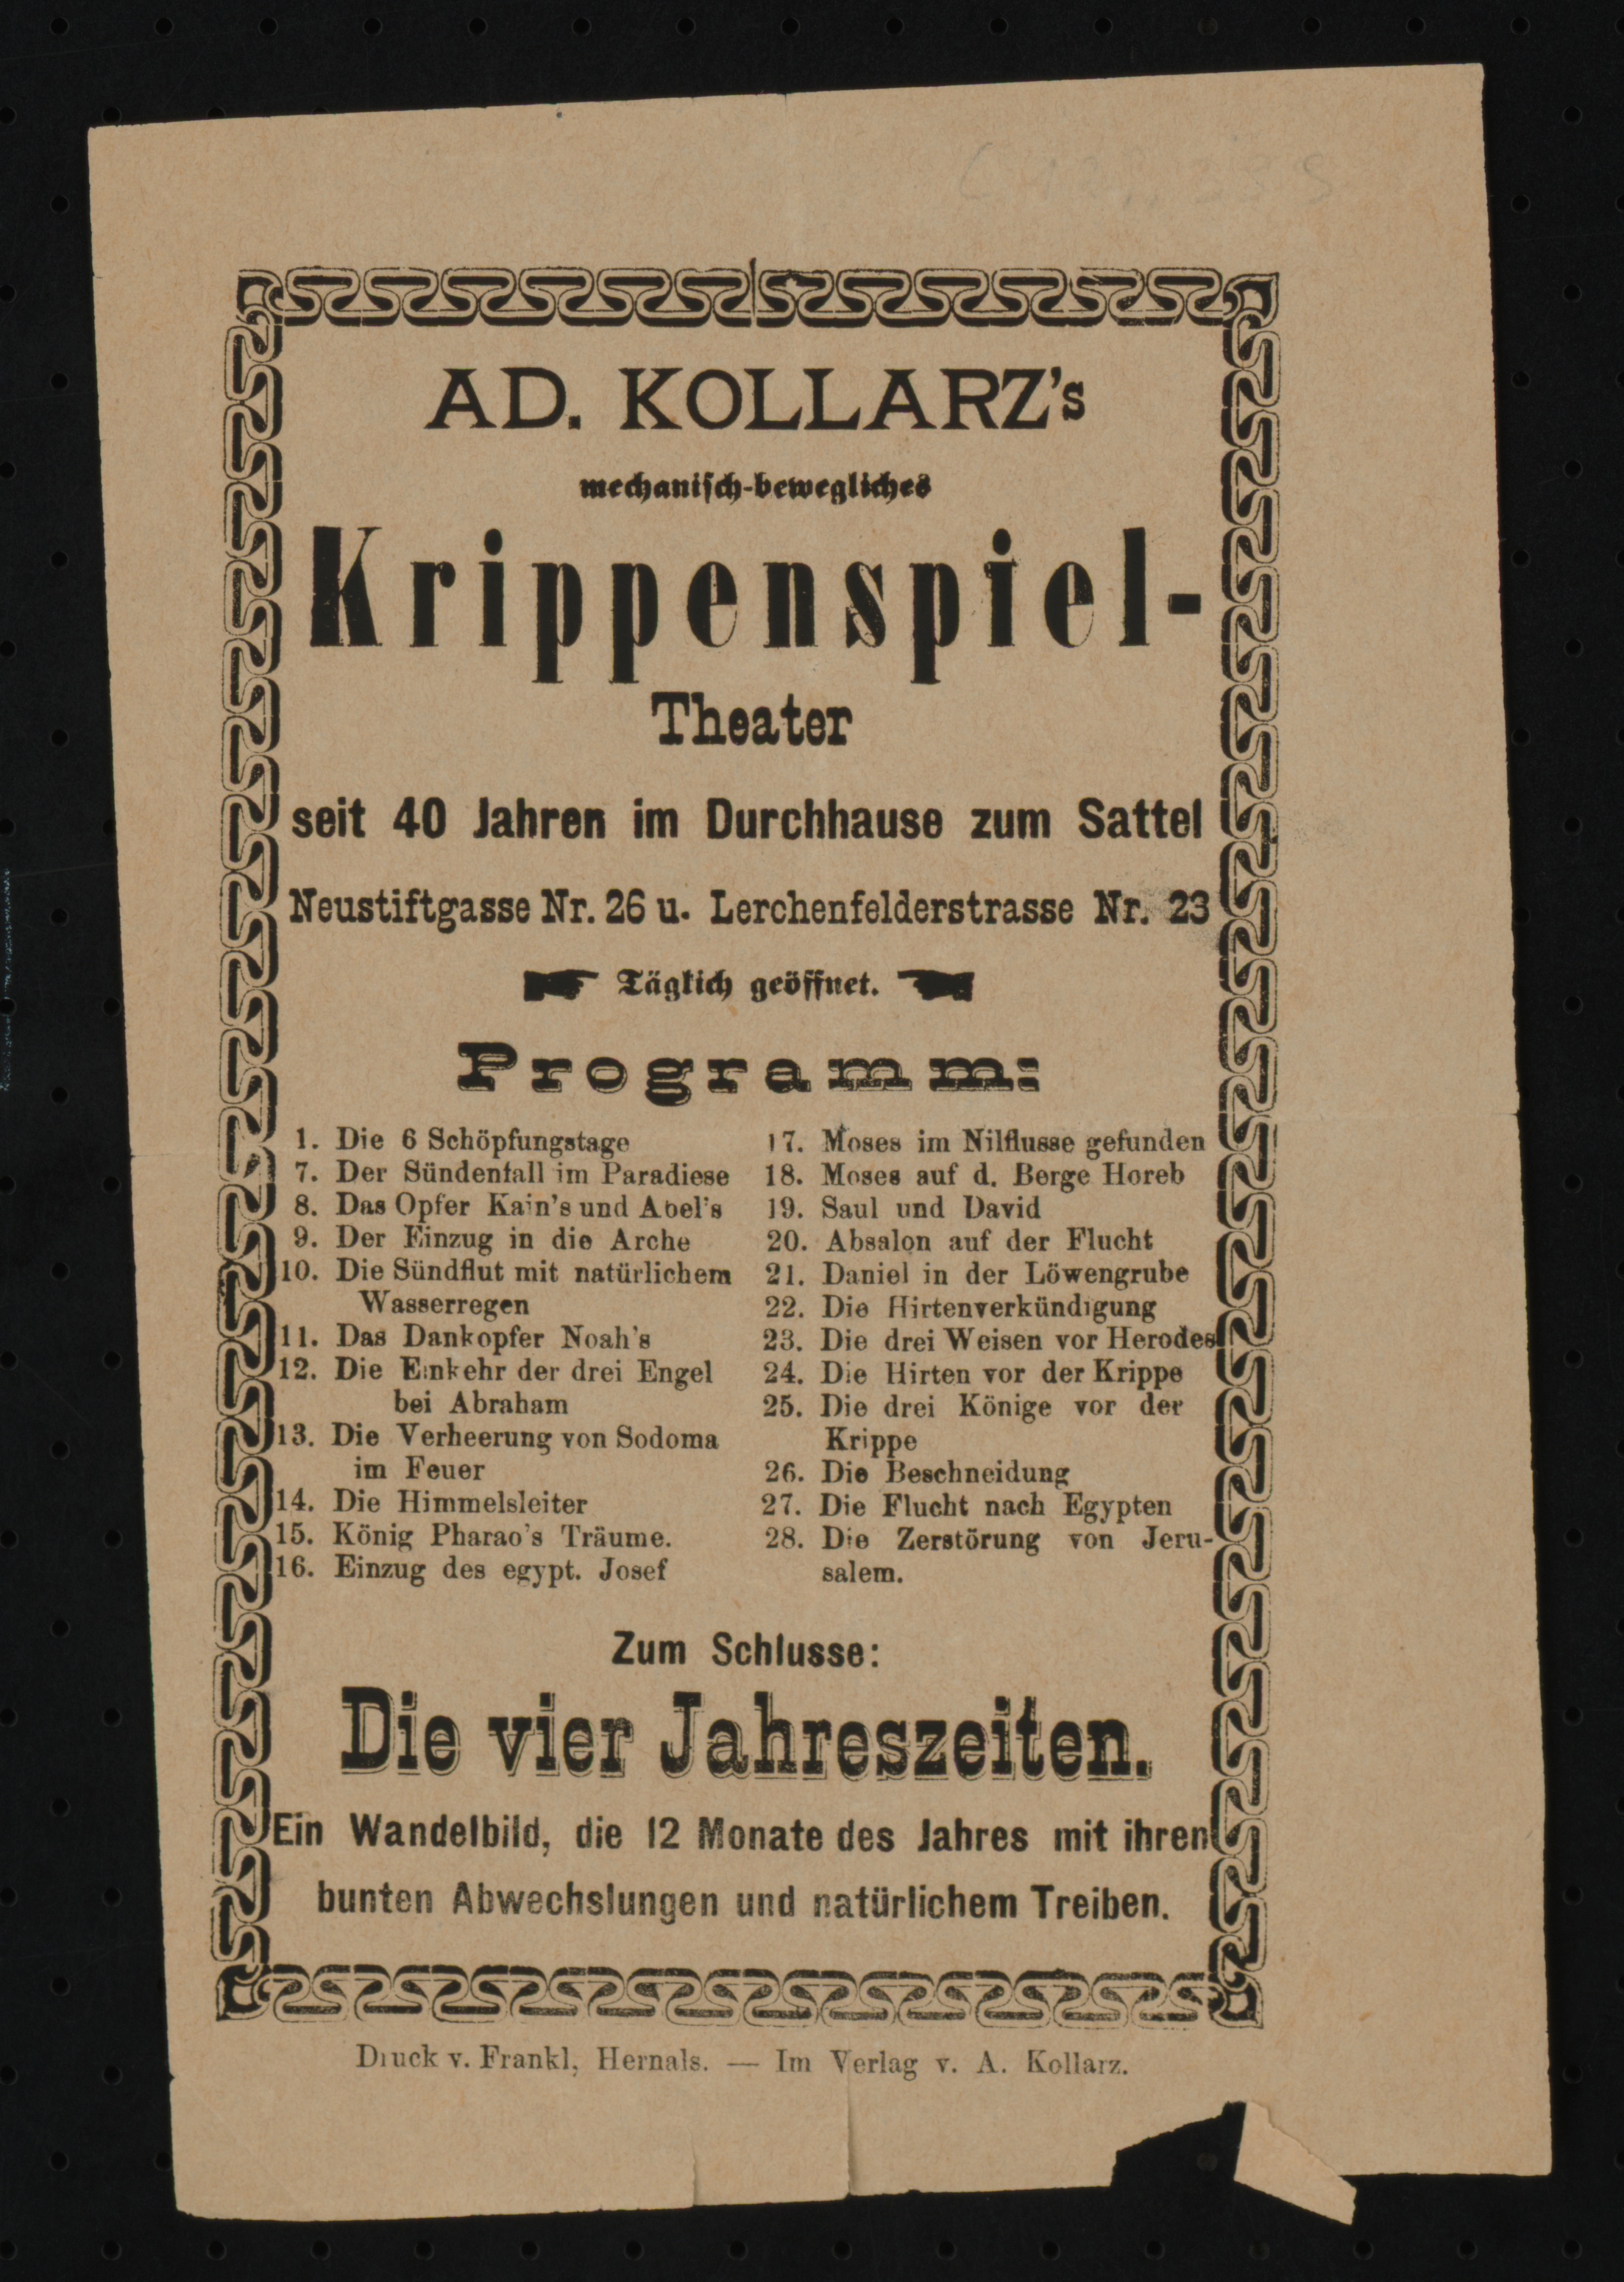 AD. KOLLARZ's
mechanisch-bewegliches
Krippenspiel-
Theater
seit 40 Jahren im Durchhause zum Sattel
Neustiftgasse Nr. 26 u. Lerchenfelderstrasse Nr. 23
Täglich geöffnet.
Programm:
1. Die 6 Schöpfungstage
7. Der Sündenfall im Paradiese
8. Das Opfer Kain's und Abel's
9. Der Einzug in die Arche
10. Die Sündflut mit natürlichem
Wasserregen
11. Das Dankopfer Noah's
12. Die Einkehr der drei Engel
bei Abraham
13. Die Verheerung von Sodoma
im Feuer
14. Die Himmelsleiter
15. König Pharao's Träume.
16. Einzug des egypt. Josef
17. Moses im Nilflusse gefunden
18. Moses auf d. Berge Horeb
19. Saul und David
20. Absalon auf der Flucht
21. Daniel in der Löwengrube
22. Die Hirtenverkündigung
23. Die drei Weisen vor Herodes
24. Die Hirten vor der Krippe
25. Die drei Könige vor der
Krippe
26. Die Beschneidung
27. Die Flucht nach Egypten
28. Die Zerstörung von Jeru-
salem.
Zum Schlusse:
Die vier Jahreszeiten.
Ein Wandelbild, die 12 Monate des Jahres mit ihren
bunten Abwechslungen und natürlichem Treiben.
Druck v. Frankl, Hernals. — Im Verlag v. A. Kollarz.